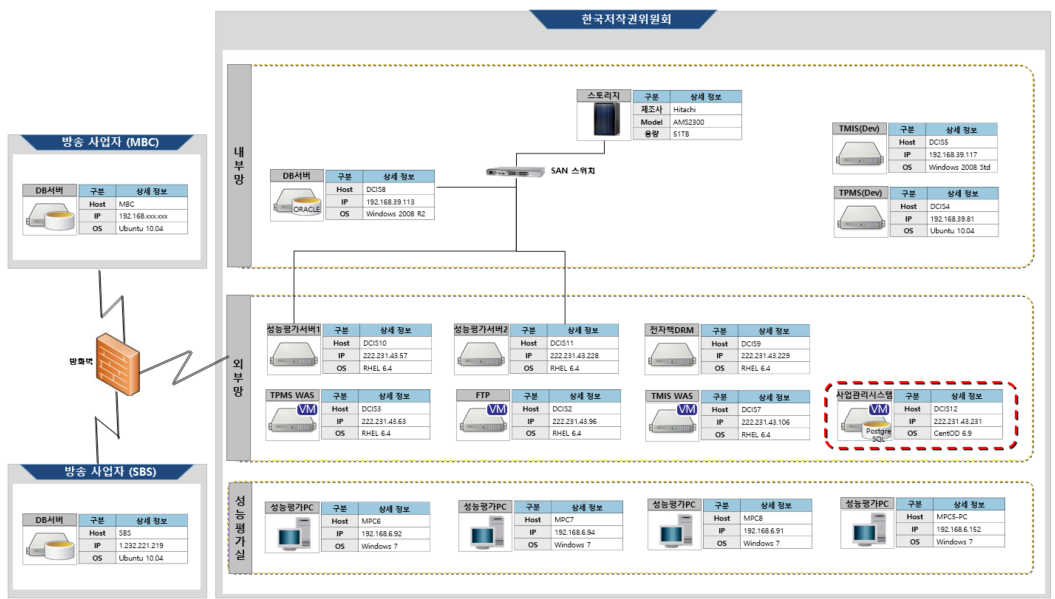 한국저작권위원회
내부망
스토리지
구분 상세 정보
제조사 Hitachi
Model AMS2300
용량 51TB
SAN 스위치
DB서버
ORACLE
구분 상세 정보
Host DCIS8
IP 192.168.39.113
OS Windows 2008 R2
TMIS(Dev)
구분 상세 정보
Host DCIS5
IP 192.168.39.117
OS Windows 2008 Std
TPMS(Dev)
구분 상세 정보
Host DCIS4
IP 192.168.39.81
OS Ubuntu 10.04
방송 사업자 (MBC)
DB서버
구분 상세 정보
Host MBC
IP 192.168.xxx.xxx
OS Ubuntu 10.04
방화벽
방송 사업자 (SBS)
DB서버
구분 상세 정보
Host SBS
IP 1.232.221.219
OS Ubuntu 10.04
외부망
성능평가서버1
구분 상세 정보
Host DCIS10
IP 222.231.43.57
OS RHEL 6.4
성능평가서버2
구분 상세 정보
Host DCIS11
IP 222.231.43.228
OS RHEL 6.4
전자책DRM
구분 상세 정보
Host DCIS9
IP 222.231.43.229
OS RHEL 6.4
TPMS WAS
VM
구분 상세 정보
Host DCIS3
IP 222.231.43.63
OS RHEL 6.4
FTP
VM
구분 상세 정보
Host DCIS2
IP 222.231.43.96
OS RHEL 6.4
TMIS WAS
VM
구분 상세 정보
Host DCIS7
IP 222.231.43.106
OS RHEL 6.4
사업관리시스템
VM
Postgre
SQL
구분 상세 정보
Host DCIS12
IP 222.231.43.231
OS CentOD 6.9
성능평가실
성능평가PC
구분 상세 정보
Host MPC6
IP 192.168.6.92
OS Windows 7
성능평가PC
구분 상세 정보
Host MPC7
IP 192.168.6.94
OS Windows 7
성능평가PC
구분 상세 정보
Host MPC8
IP 192.168.6.91
OS Windows 7
성능평가PC
구분 상세 정보
Host MPC5-PC
IP 192.168.6.152
OS Windows 7